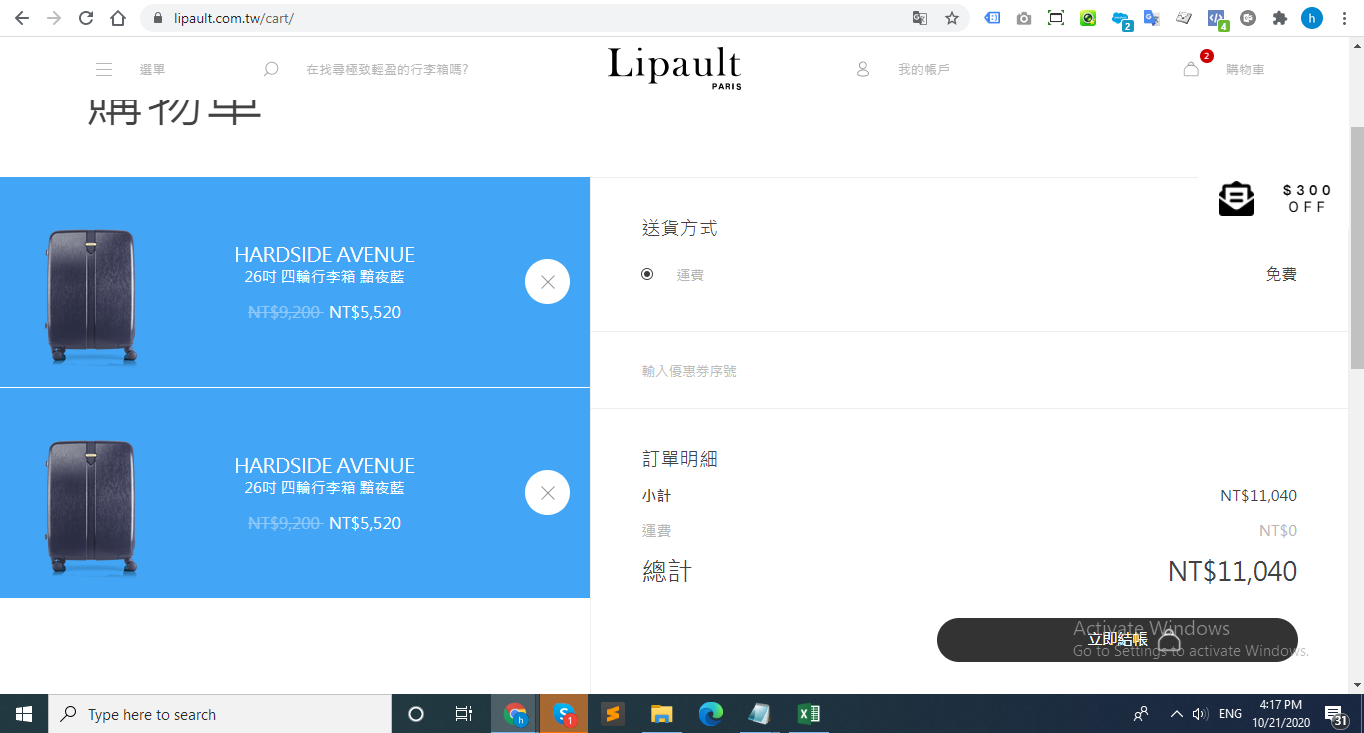 lipault.com.tw/cart/
2
4
h
選單
在找尋極致輕盈的行李箱嗎?
Lipault
PARIS
我的帳戶
2
購物車
購物車
$300
OFF
HARDSIDE AVENUE
26吋 四輪行李箱 黯夜藍
NT$9,200 NT$5,520
HARDSIDE AVENUE
26吋 四輪行李箱 黯夜藍
NT$9,200 NT$5,520
送貨方式
運費
免費
輸入優惠券序號
訂單明細
小計
NT$11,040
運費
NT$0
總計
NT$11,040
立即結帳
Activate Windows
Go to Settings to activate Windows.
Type here to search
h
S
1
ENG
4:17 PM
10/21/2020
31